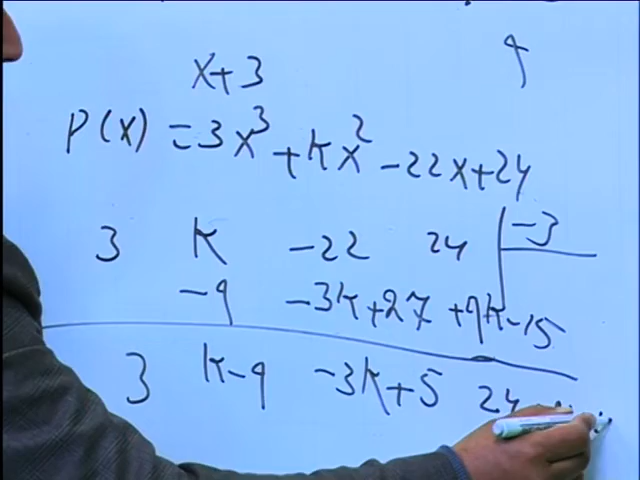 x+3
9
P(x) = 3x³ + kx² - 22x + 24
3 k -22 24 | -3
-9 -3k+27 +9k-15
3 k-9 -3k+5 24